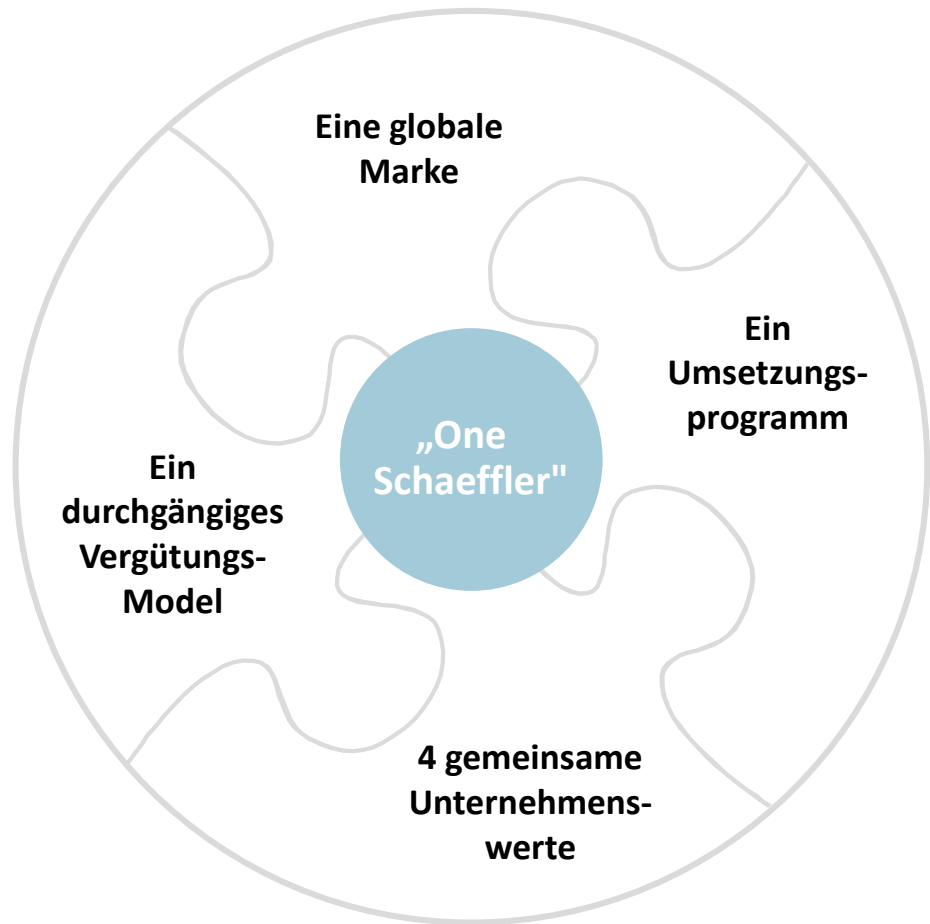 Eine globale
Marke
Ein
Umsetzungs-
programm
„One
Schaeffler"
Ein
durchgängiges
Vergütungs-
Model
4 gemeinsame
Unternehmens-
werte